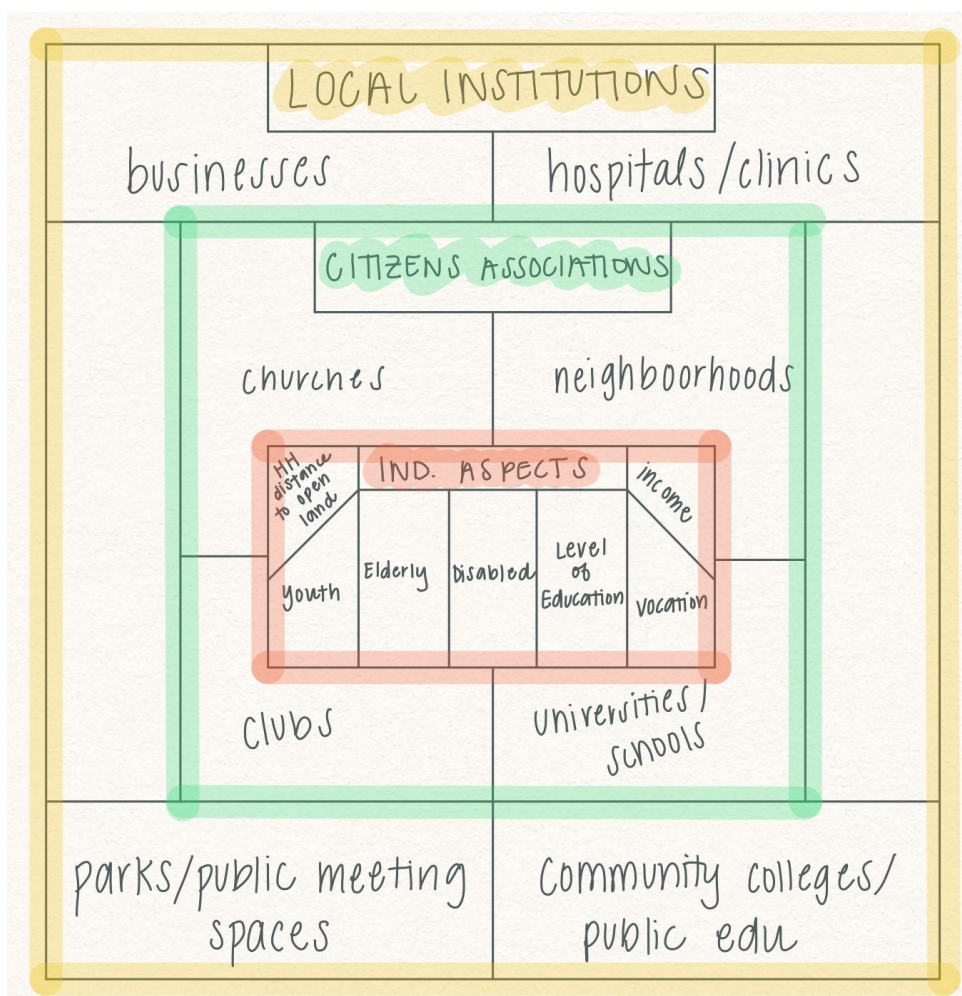 LOCAL INSTITUTIONS
businesses
hospitals/clinics
CITIZENS ASSOCIATIONS
churches
neighboorhoods
HH
distance
to open
land
IND. ASPECTS
income
Youth
Elderly
Disabled
Level
of
Education
Vocation
Clubs
Universities/
schools
parks/public meeting
spaces
Community colleges/
public edu